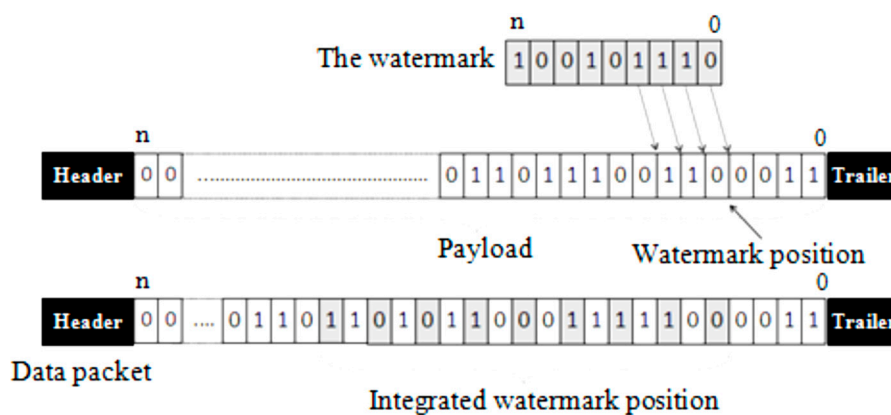 n 0
The watermark 1 0 0 1 0 1 1 1 0
n 0
Header 0 0 ............................................... 0 1 1 0 1 1 1 0 0 1 1 0 0 0 1 1 Trailer
Payload Watermark position
n 0
Header 0 0 .... 0 1 1 0 1 1 0 1 0 1 1 0 0 0 1 1 1 1 1 0 0 0 0 1 1 Trailer
Data packet
Integrated watermark position